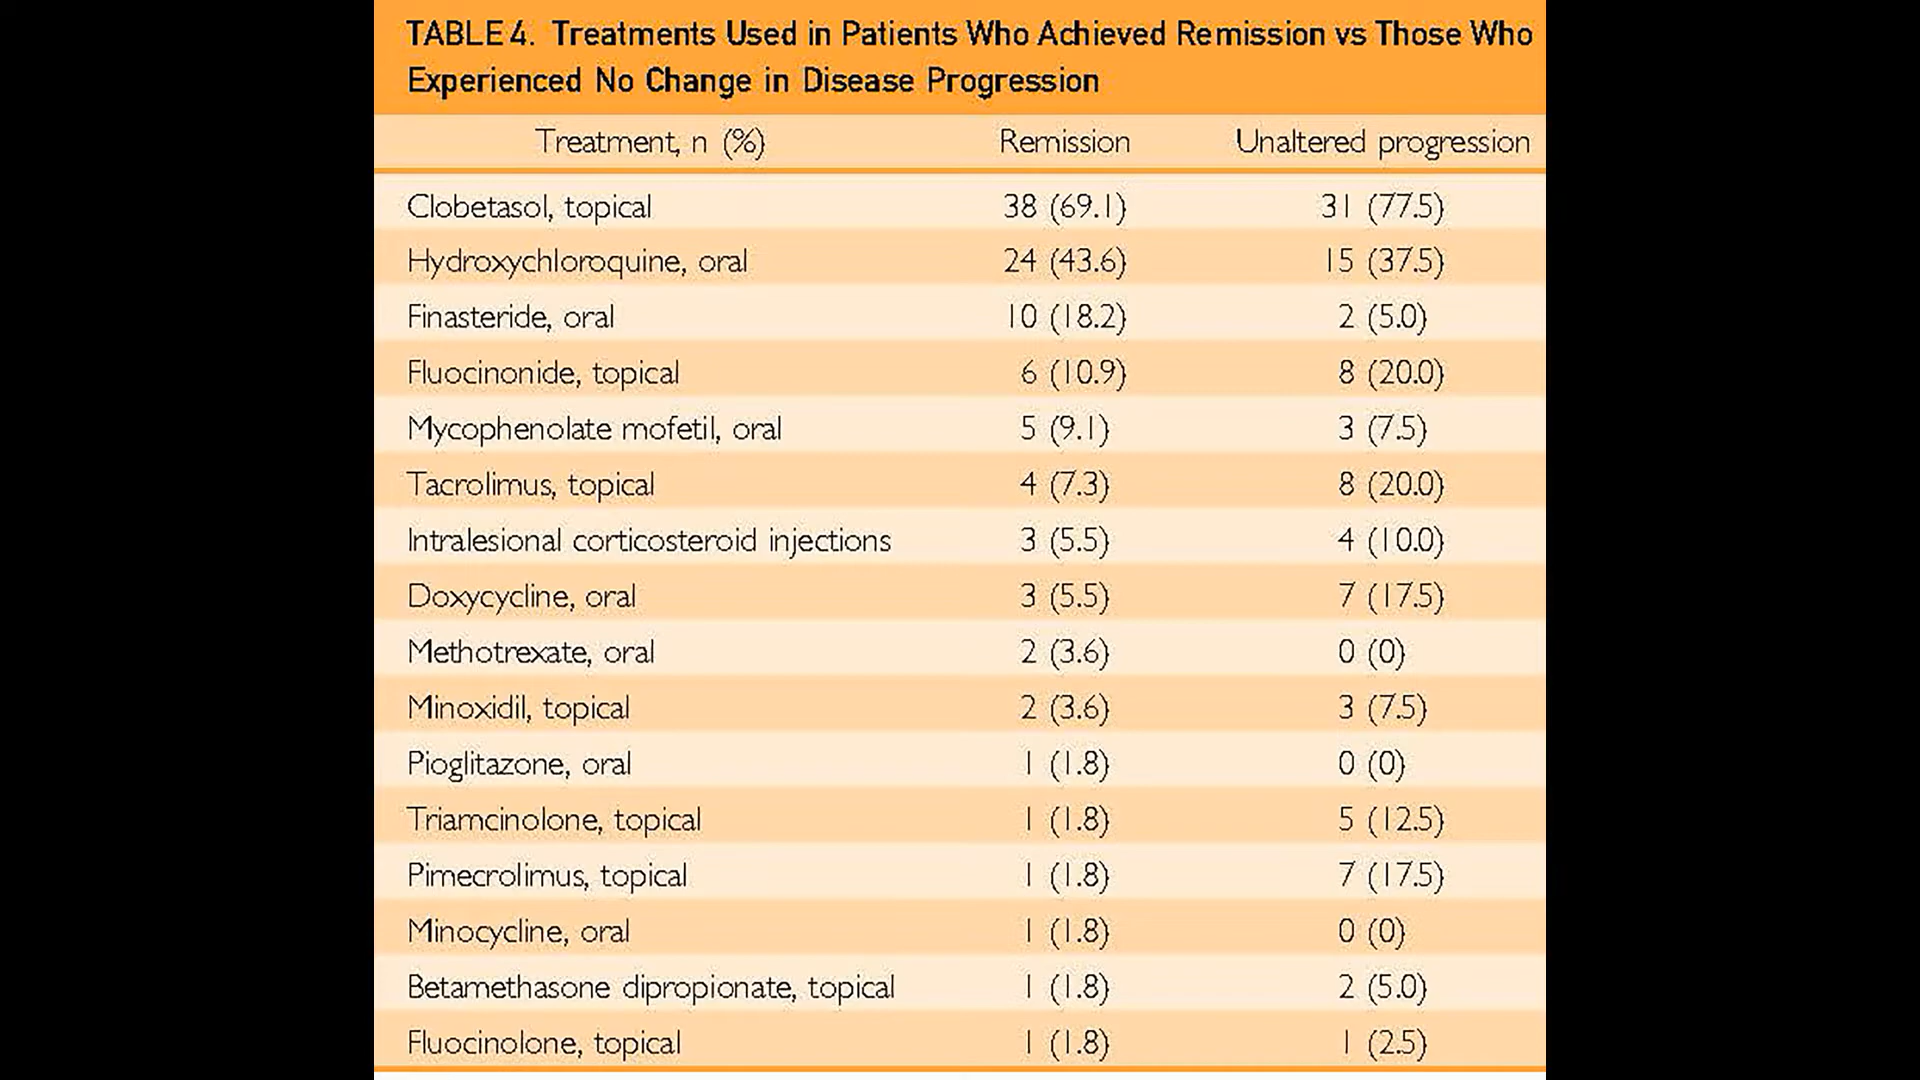 TABLE 4. Treatments Used in Patients Who Achieved Remission vs Those Who
Experienced No Change in Disease Progression
Treatment, n (%) Remission Unaltered progression
Clobetasol, topical 38 (69.1) 31 (77.5)
Hydroxychloroquine, oral 24 (43.6) 15 (37.5)
Finasteride, oral 10 (18.2) 2 (5.0)
Fluocinonide, topical 6 (10.9) 8 (20.0)
Mycophenolate mofetil, oral 5 (9.1) 3 (7.5)
Tacrolimus, topical 4 (7.3) 8 (20.0)
Intralesional corticosteroid injections 3 (5.5) 4 (10.0)
Doxycycline, oral 3 (5.5) 7 (17.5)
Methotrexate, oral 2 (3.6) 0 (0)
Minoxidil, topical 2 (3.6) 3 (7.5)
Pioglitazone, oral 1 (1.8) 0 (0)
Triamcinolone, topical 1 (1.8) 5 (12.5)
Pimecrolimus, topical 1 (1.8) 7 (17.5)
Minocycline, oral 1 (1.8) 0 (0)
Betamethasone dipropionate, topical 1 (1.8) 2 (5.0)
Fluocinolone, topical 1 (1.8) 1 (2.5)